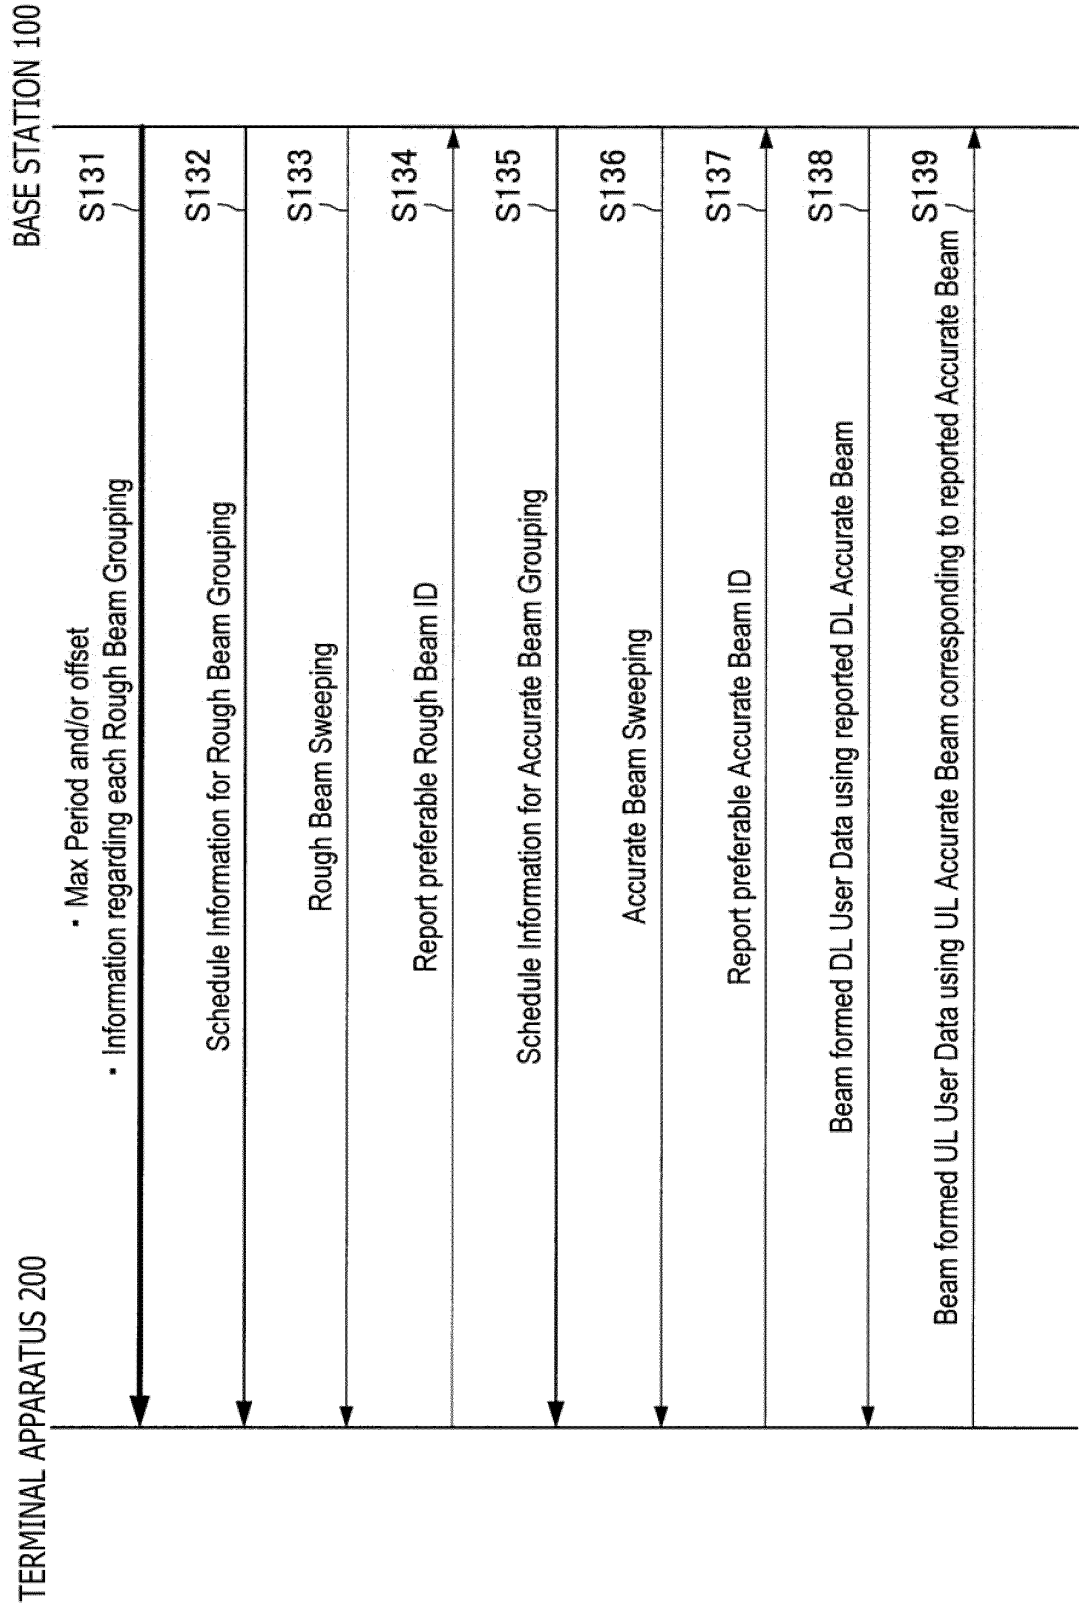 TERMINAL APPARATUS 200
BASE STATION 100
• Max Period and/or offset
• Information regarding each Rough Beam Grouping
S131
Schedule Information for Rough Beam Grouping
S132
Rough Beam Sweeping
S133
Report preferable Rough Beam ID
S134
Schedule Information for Accurate Beam Grouping
S135
Accurate Beam Sweeping
S136
Report preferable Accurate Beam ID
S137
Beam formed DL User Data using reported DL Accurate Beam
S138
Beam formed UL User Data using UL Accurate Beam corresponding to reported Accurate Beam
S139